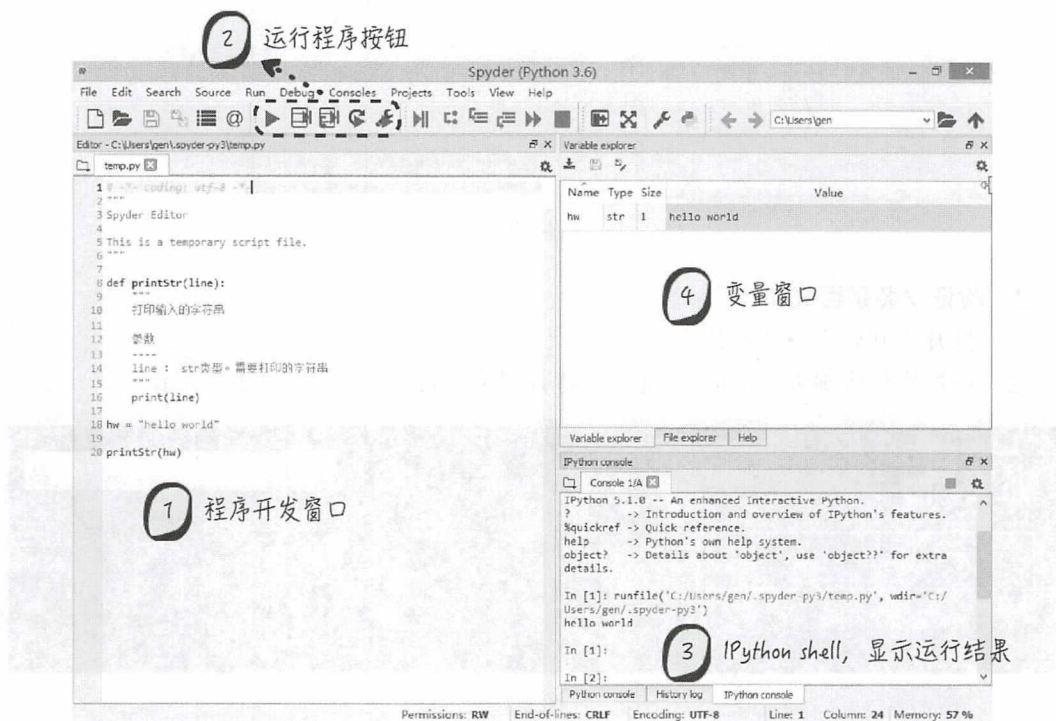 2 运行程序按钮
Spyder (Python 3.6)
File Edit Search Source Run Debug Consoles Projects Tools View Help
C:\Users\gen
Editor - C:\Users\gen\.spyder-py3\temp.py
temp.py
1 # -*- coding: utf-8 -*-
2 """
3 Spyder Editor
4
5 This is a temporary script file.
6 """
7
8 def printStr(line):
9 """
10 打印输入的字符串
11
12 参数
13 ----
14 line : str类型。需要打印的字符串
15 """
16 print(line)
17
18 hw = "hello world"
19
20 printStr(hw)
1 程序开发窗口
Variable explorer
Name Type Size Value
hw str 1 hello world
4 变量窗口
Variable explorer File explorer Help
IPython console
Console 1/A
IPython 5.1.0 -- An enhanced Interactive Python.
? -> Introduction and overview of IPython's features.
%quickref -> Quick reference.
help -> Python's own help system.
object? -> Details about 'object', use 'object??' for extra
details.
In [1]: runfile('C:/Users/gen/.spyder-py3/temp.py', wdir='C:/
Users/gen/.spyder-py3')
hello world
In [1]:
3 IPython shell, 显示运行结果
In [2]:
Python console History log IPython console
Permissions: RW End-of-lines: CRLF Encoding: UTF-8 Line: 1 Column: 24 Memory: 57 %